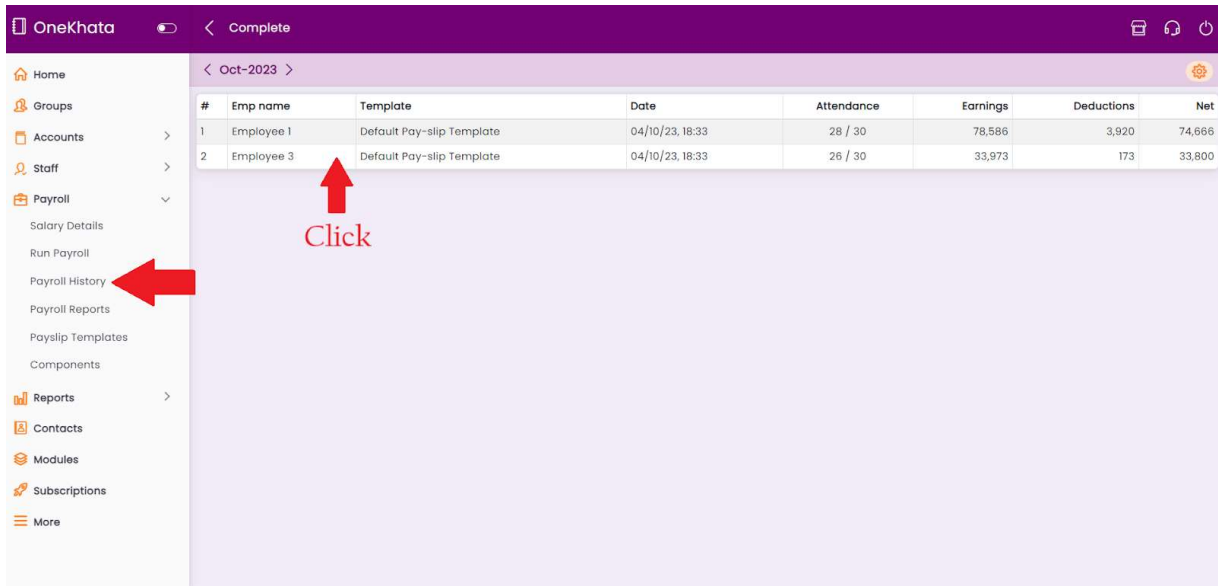 OneKhata
Complete
Home
Groups
Accounts
Staff
Payroll
Salary Details
Run Payroll
Payroll History
Payroll Reports
Payslip Templates
Components
Reports
Contacts
Modules
Subscriptions
More
Oct-2023
# Emp name Template Date Attendance Earnings Deductions Net
1 Employee 1 Default Pay-slip Template 04/10/23, 18:33 28 / 30 78,586 3,920 74,666
2 Employee 3 Default Pay-slip Template 04/10/23, 18:33 26 / 30 33,973 173 33,800
Click